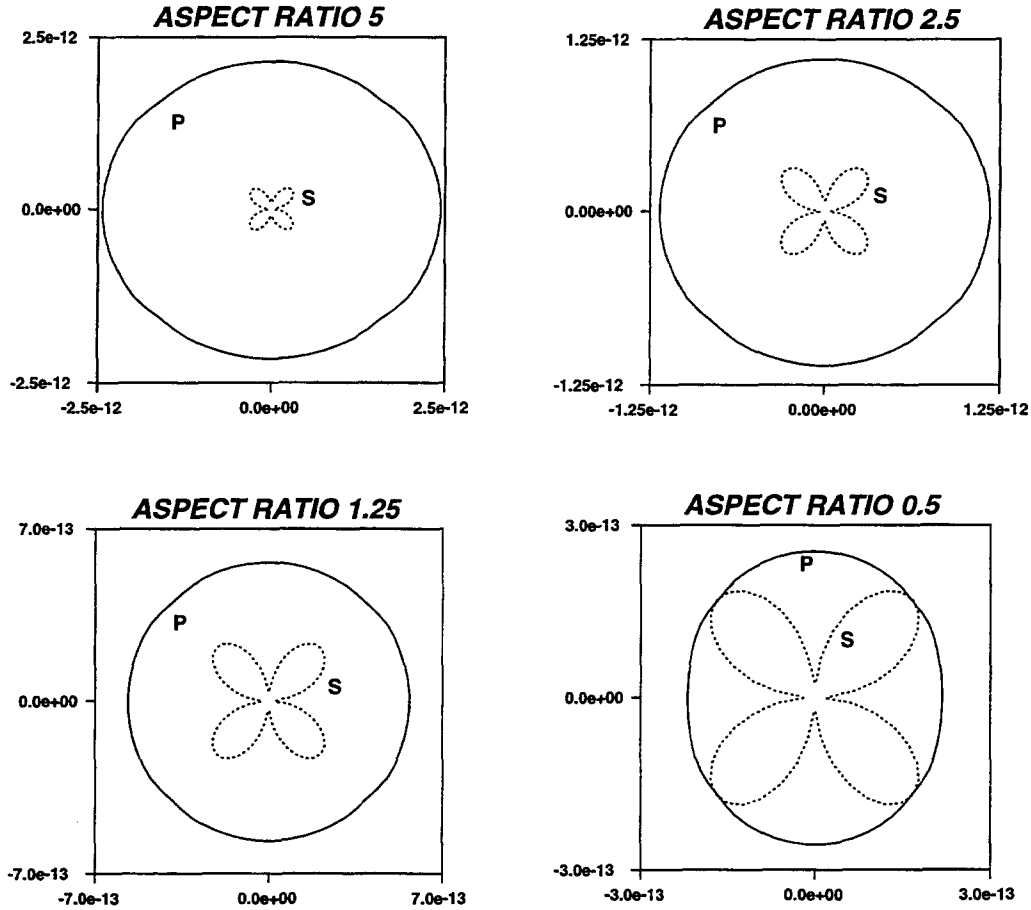 ASPECT RATIO 5
2.5e-12
P
S
0.0e+00
-2.5e-12
-2.5e-12 0.0e+00 2.5e-12
ASPECT RATIO 2.5
1.25e-12
P
S
0.00e+00
-1.25e-12
-1.25e-12 0.00e+00 1.25e-12
ASPECT RATIO 1.25
7.0e-13
P
S
0.0e+00
-7.0e-13
-7.0e-13 0.0e+00 7.0e-13
ASPECT RATIO 0.5
3.0e-13
P
S
0.0e+00
-3.0e-13
-3.0e-13 0.0e+00 3.0e-13